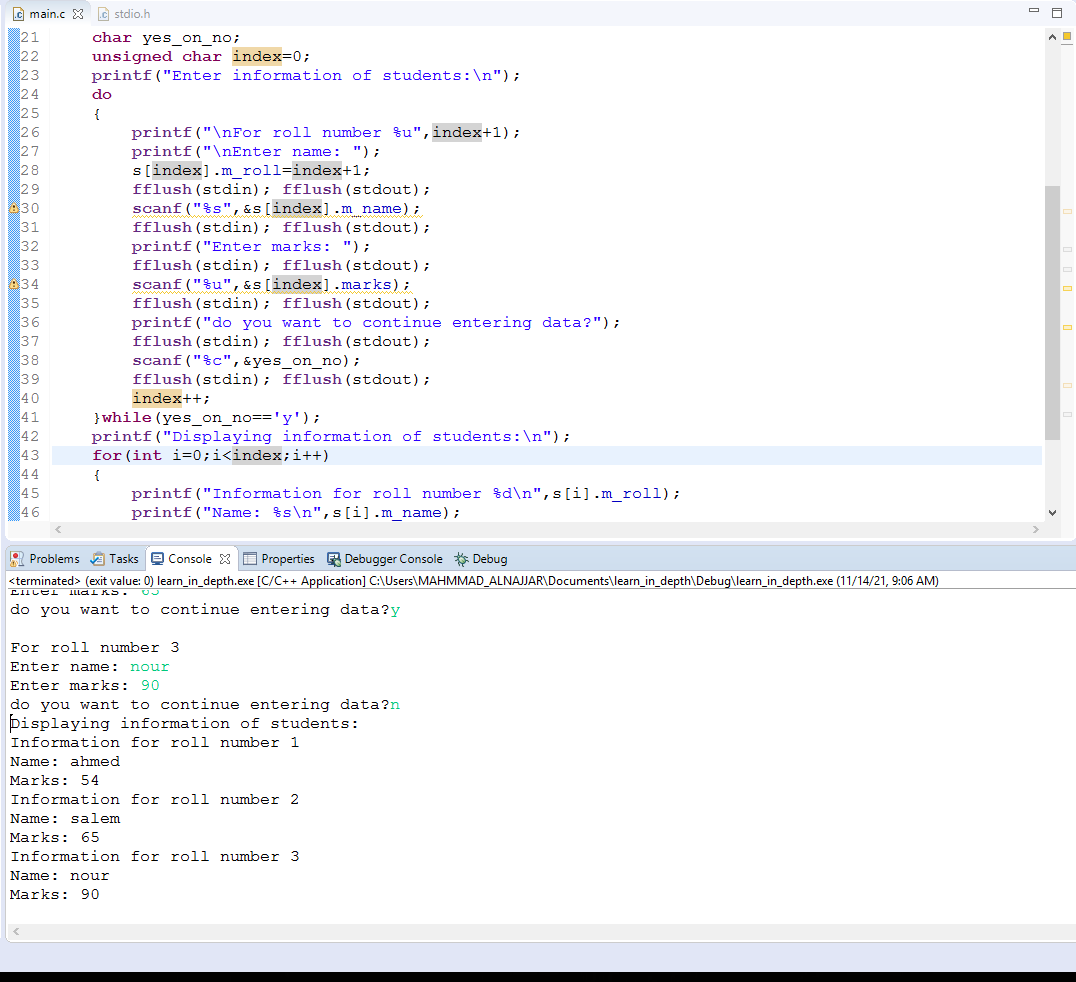 main.c stdio.h
21 char yes_on_no;
22 unsigned char index=0;
23 printf("Enter information of students:\n");
24 do
25 {
26 printf("\nFor roll number %u",index+1);
27 printf("\nEnter name: ");
28 s[index].m_roll=index+1;
29 fflush(stdin); fflush(stdout);
30 scanf("%s",&s[index].m_name);
31 fflush(stdin); fflush(stdout);
32 printf("Enter marks: ");
33 fflush(stdin); fflush(stdout);
34 scanf("%u",&s[index].marks);
35 fflush(stdin); fflush(stdout);
36 printf("do you want to continue entering data?");
37 fflush(stdin); fflush(stdout);
38 scanf("%c",&yes_on_no);
39 fflush(stdin); fflush(stdout);
40 index++;
41 }while(yes_on_no=='y');
42 printf("Displaying information of students:\n");
43 for(int i=0;i<index;i++)
44 {
45 printf("Information for roll number %d\n",s[i].m_roll);
46 printf("Name: %s\n",s[i].m_name);
Problems Tasks Console Properties Debugger Console Debug
<terminated> (exit value: 0) learn_in_depth.exe [C/C++ Application] C:\Users\MAHMMAD_ALNAJJAR\Documents\learn_in_depth\Debug\learn_in_depth.exe (11/14/21, 9:06 AM)
Enter marks: 65
do you want to continue entering data?y
For roll number 3
Enter name: nour
Enter marks: 90
do you want to continue entering data?n
Displaying information of students:
Information for roll number 1
Name: ahmed
Marks: 54
Information for roll number 2
Name: salem
Marks: 65
Information for roll number 3
Name: nour
Marks: 90